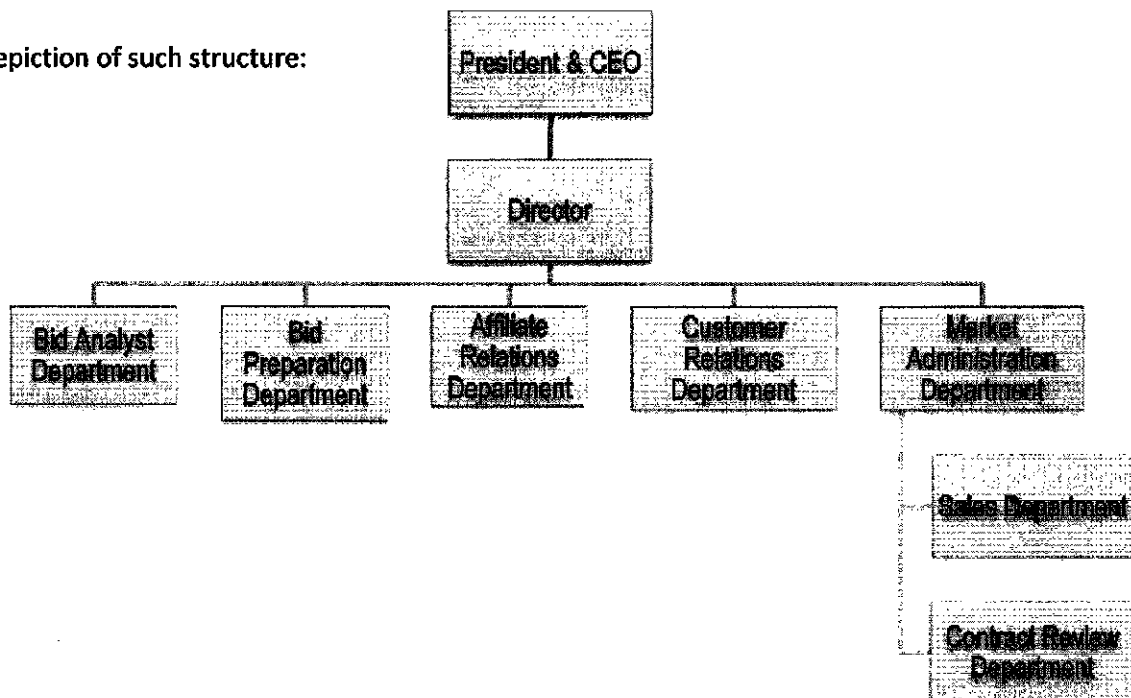 epiction of such structure:
President & CEO
Director
Bid Analyst
Department
Bid
Preparation
Department
Affiliate
Relations
Department
Customer
Relations
Department
Market
Administration
Department
Sales Department
Contract Review
Department